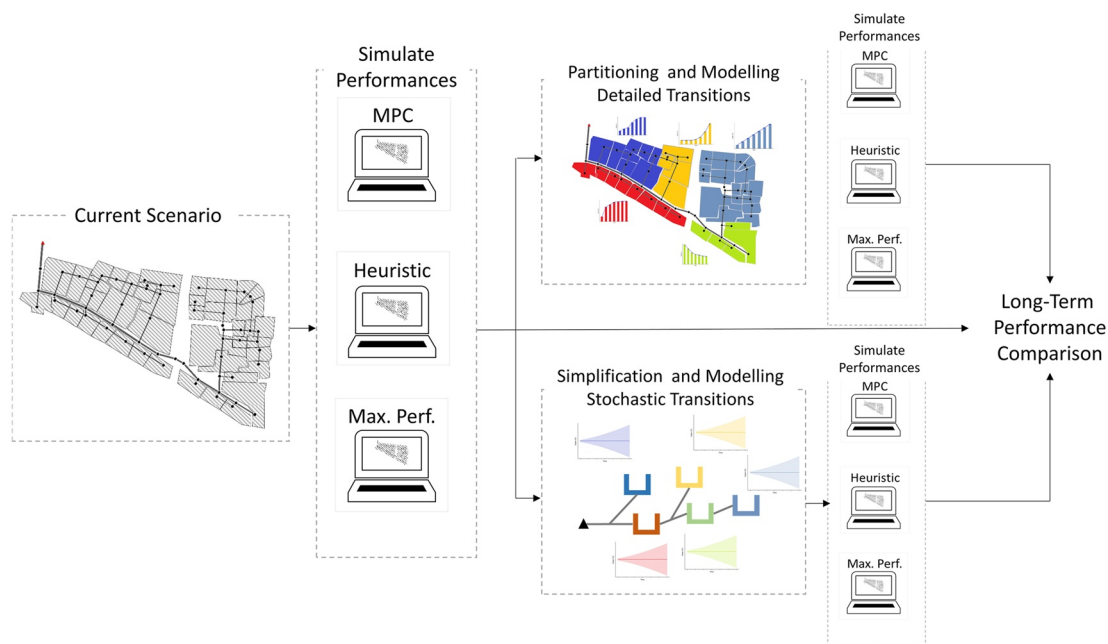 Current Scenario
Simulate
Performances
MPC
Heuristic
Max. Perf.
Partitioning and Modelling
Detailed Transitions
Simulate
Performances
MPC
Heuristic
Max. Perf.
Simplification and Modelling
Stochastic Transitions
Simulate
Performances
MPC
Heuristic
Max. Perf.
Long-Term
Performance
Comparison